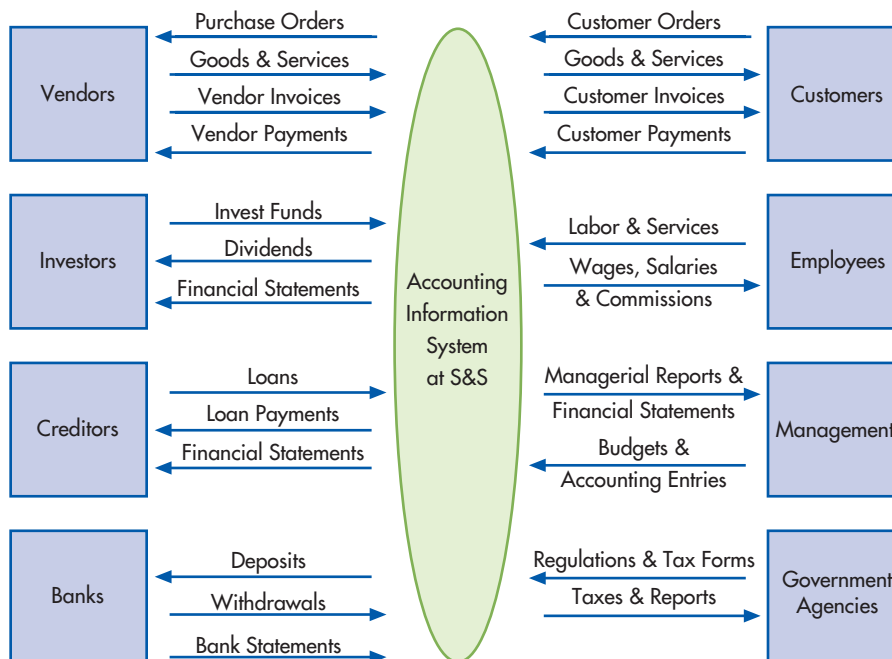 Purchase Orders
Goods & Services
Vendors
Vendor Invoices
Vendor Payments
Customer Orders
Goods & Services
Customers
Customer Invoices
Customer Payments
Invest Funds
Investors
Dividends
Financial Statements
Labor & Services
Employees
Wages, Salaries
& Commissions
Accounting
Information
System
at S&S
Loans
Creditors
Loan Payments
Financial Statements
Managerial Reports &
Financial Statements
Management
Budgets &
Accounting Entries
Deposits
Banks
Withdrawals
Bank Statements
Regulations & Tax Forms
Taxes & Reports
Government
Agencies